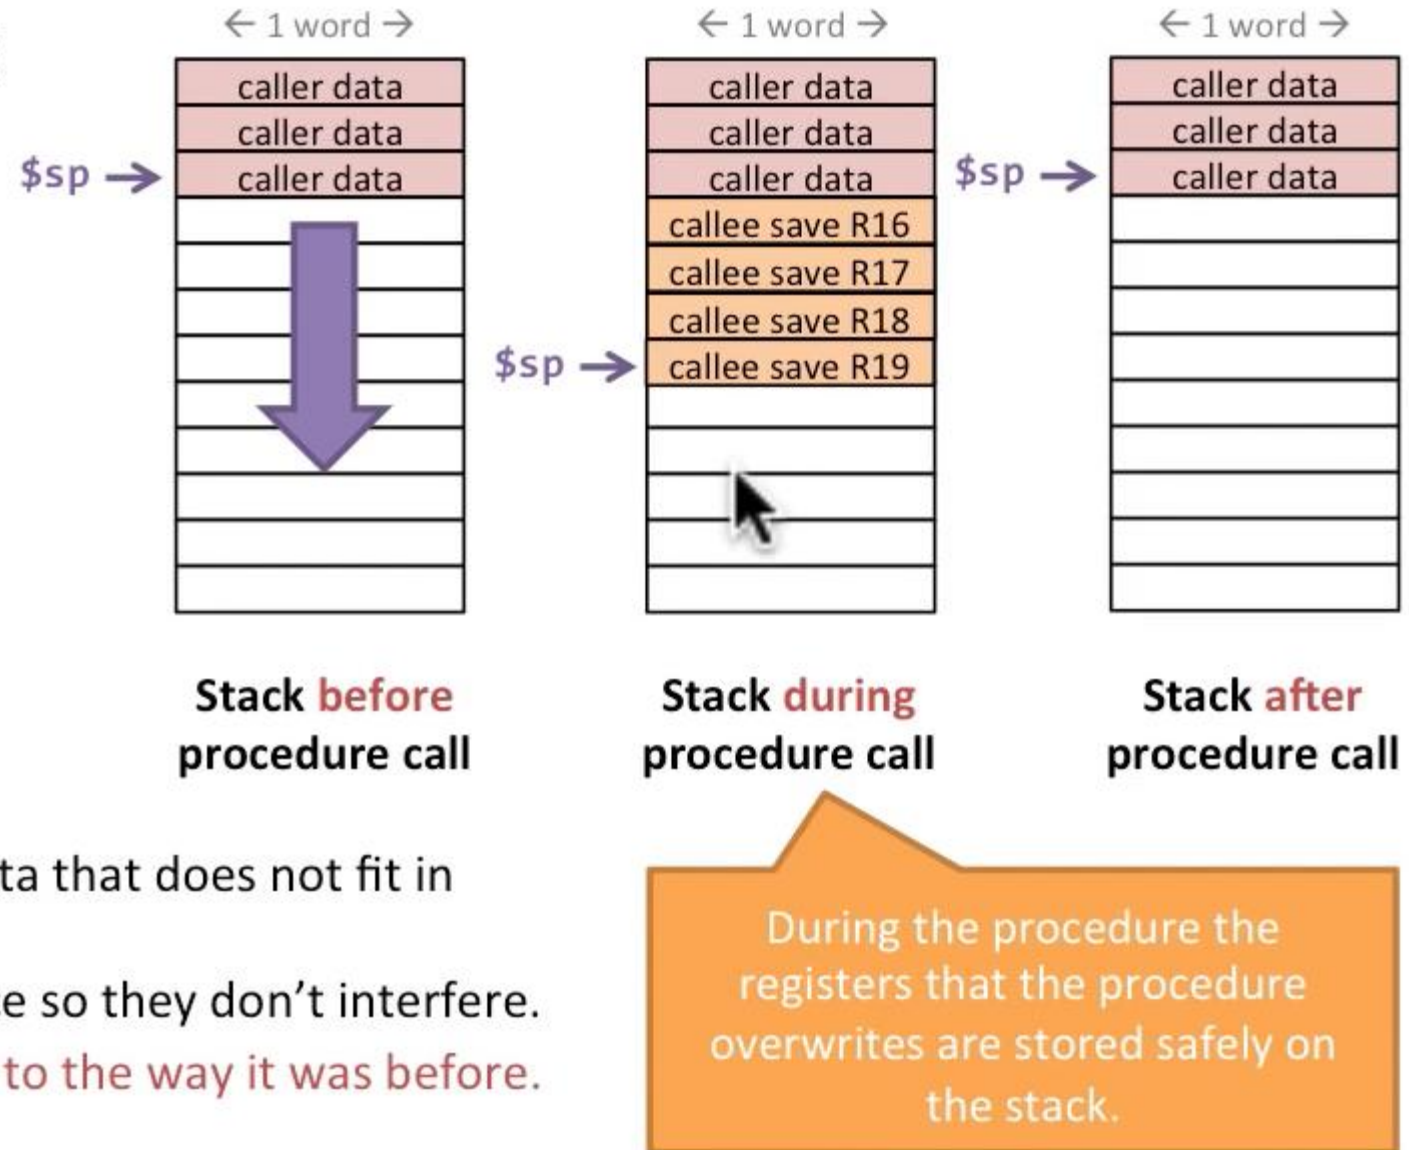 ← 1 word →
caller data
caller data
$sp → caller data
Stack before
procedure call
← 1 word →
caller data
caller data
caller data
callee save R16
callee save R17
callee save R18
$sp → callee save R19
Stack during
procedure call
← 1 word →
caller data
caller data
$sp → caller data
Stack after
procedure call
ta that does not fit in
e so they don’t interfere.
to the way it was before.
During the procedure the
registers that the procedure
overwrites are stored safely on
the stack.